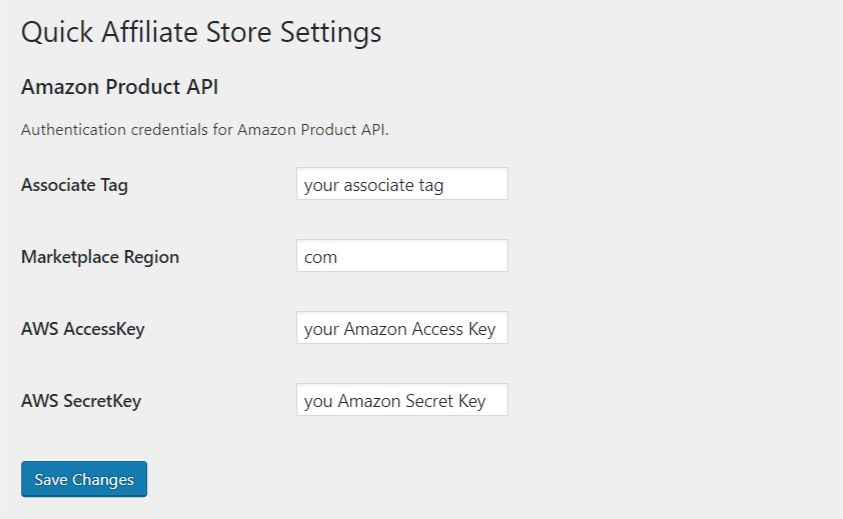 Quick Affiliate Store Settings
Amazon Product API
Authentication credentials for Amazon Product API.
Associate Tag your associate tag
Marketplace Region com
AWS AccessKey your Amazon Access Key
AWS SecretKey you Amazon Secret Key
Save Changes